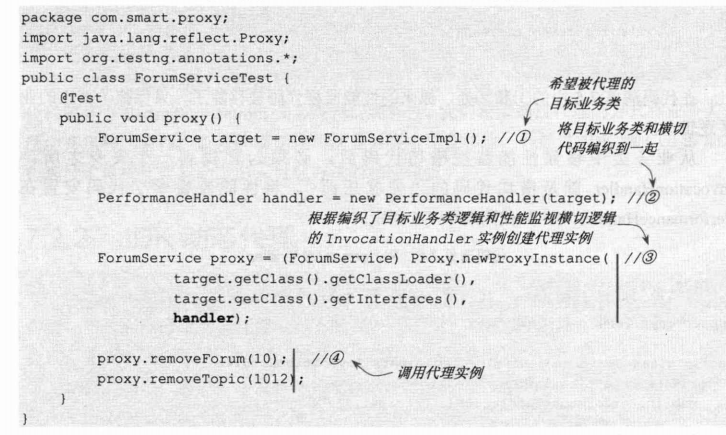 package com.smart.proxy;
import java.lang.reflect.Proxy;
import org.testng.annotations.*;
public class ForumServiceTest {
@Test
希望被代理的
目标业务类
public void proxy() {
ForumService target = new ForumServiceImpl(); //①
将目标业务类和横切
代码编织到一起
PerformanceHandler handler = new PerformanceHandler(target); //②
根据编织了目标业务类逻辑和性能监视横切逻辑
的 InvocationHandler 实例创建代理实例
ForumService proxy = (ForumService) Proxy.newProxyInstance( //③
target.getClass().getClassLoader(),
target.getClass().getInterfaces(),
handler);
proxy.removeForum(10); //④
调用代理实例
proxy.removeTopic(1012);
}
}